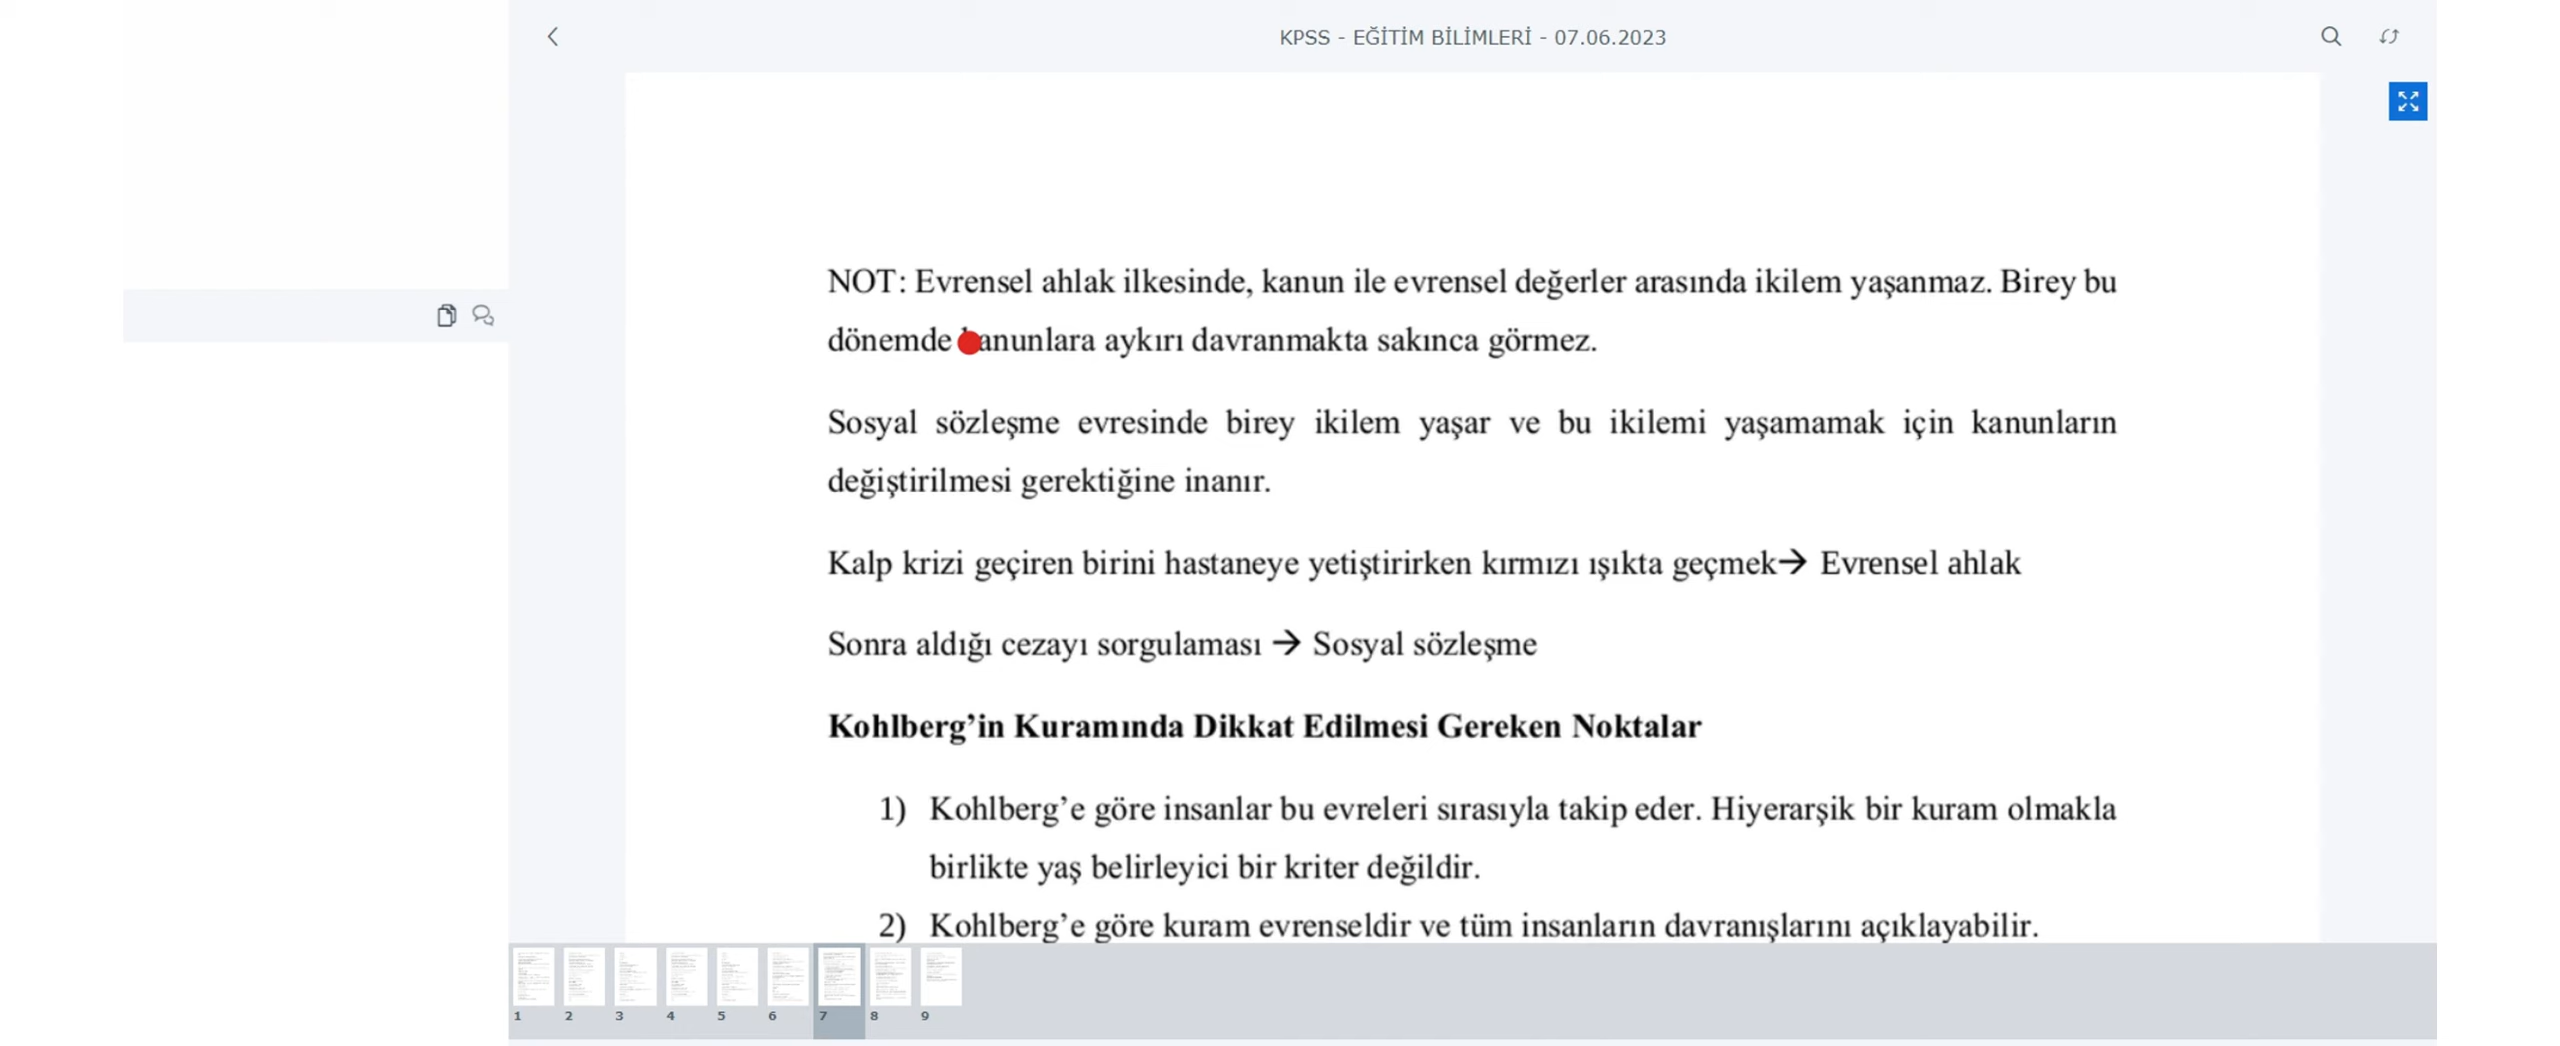 KPSS - EĞİTİM BİLİMLERİ - 07.06.2023
NOT: Evrensel ahlak ilkesinde, kanun ile evrensel değerler arasında ikilem yaşanmaz. Birey bu
dönemde kanunlara aykırı davranmakta sakınca görmez.
Sosyal sözleşme evresinde birey ikilem yaşar ve bu ikilemi yaşamamak için kanunların
değiştirilmesi gerektiğine inanır.
Kalp krizi geçiren birini hastaneye yetiştirirken kırmızı ışıkta geçmek→ Evrensel ahlak
Sonra aldığı cezayı sorgulaması → Sosyal sözleşme
Kohlberg’in Kuramında Dikkat Edilmesi Gereken Noktalar
1) Kohlberg’e göre insanlar bu evreleri sırasıyla takip eder. Hiyerarşik bir kuram olmakla
birlikte yaş belirleyici bir kriter değildir.
2) Kohlberg’e göre kuram evrenseldir ve tüm insanların davranışlarını açıklayabilir.
1 2 3 4 5 6 7 8 9